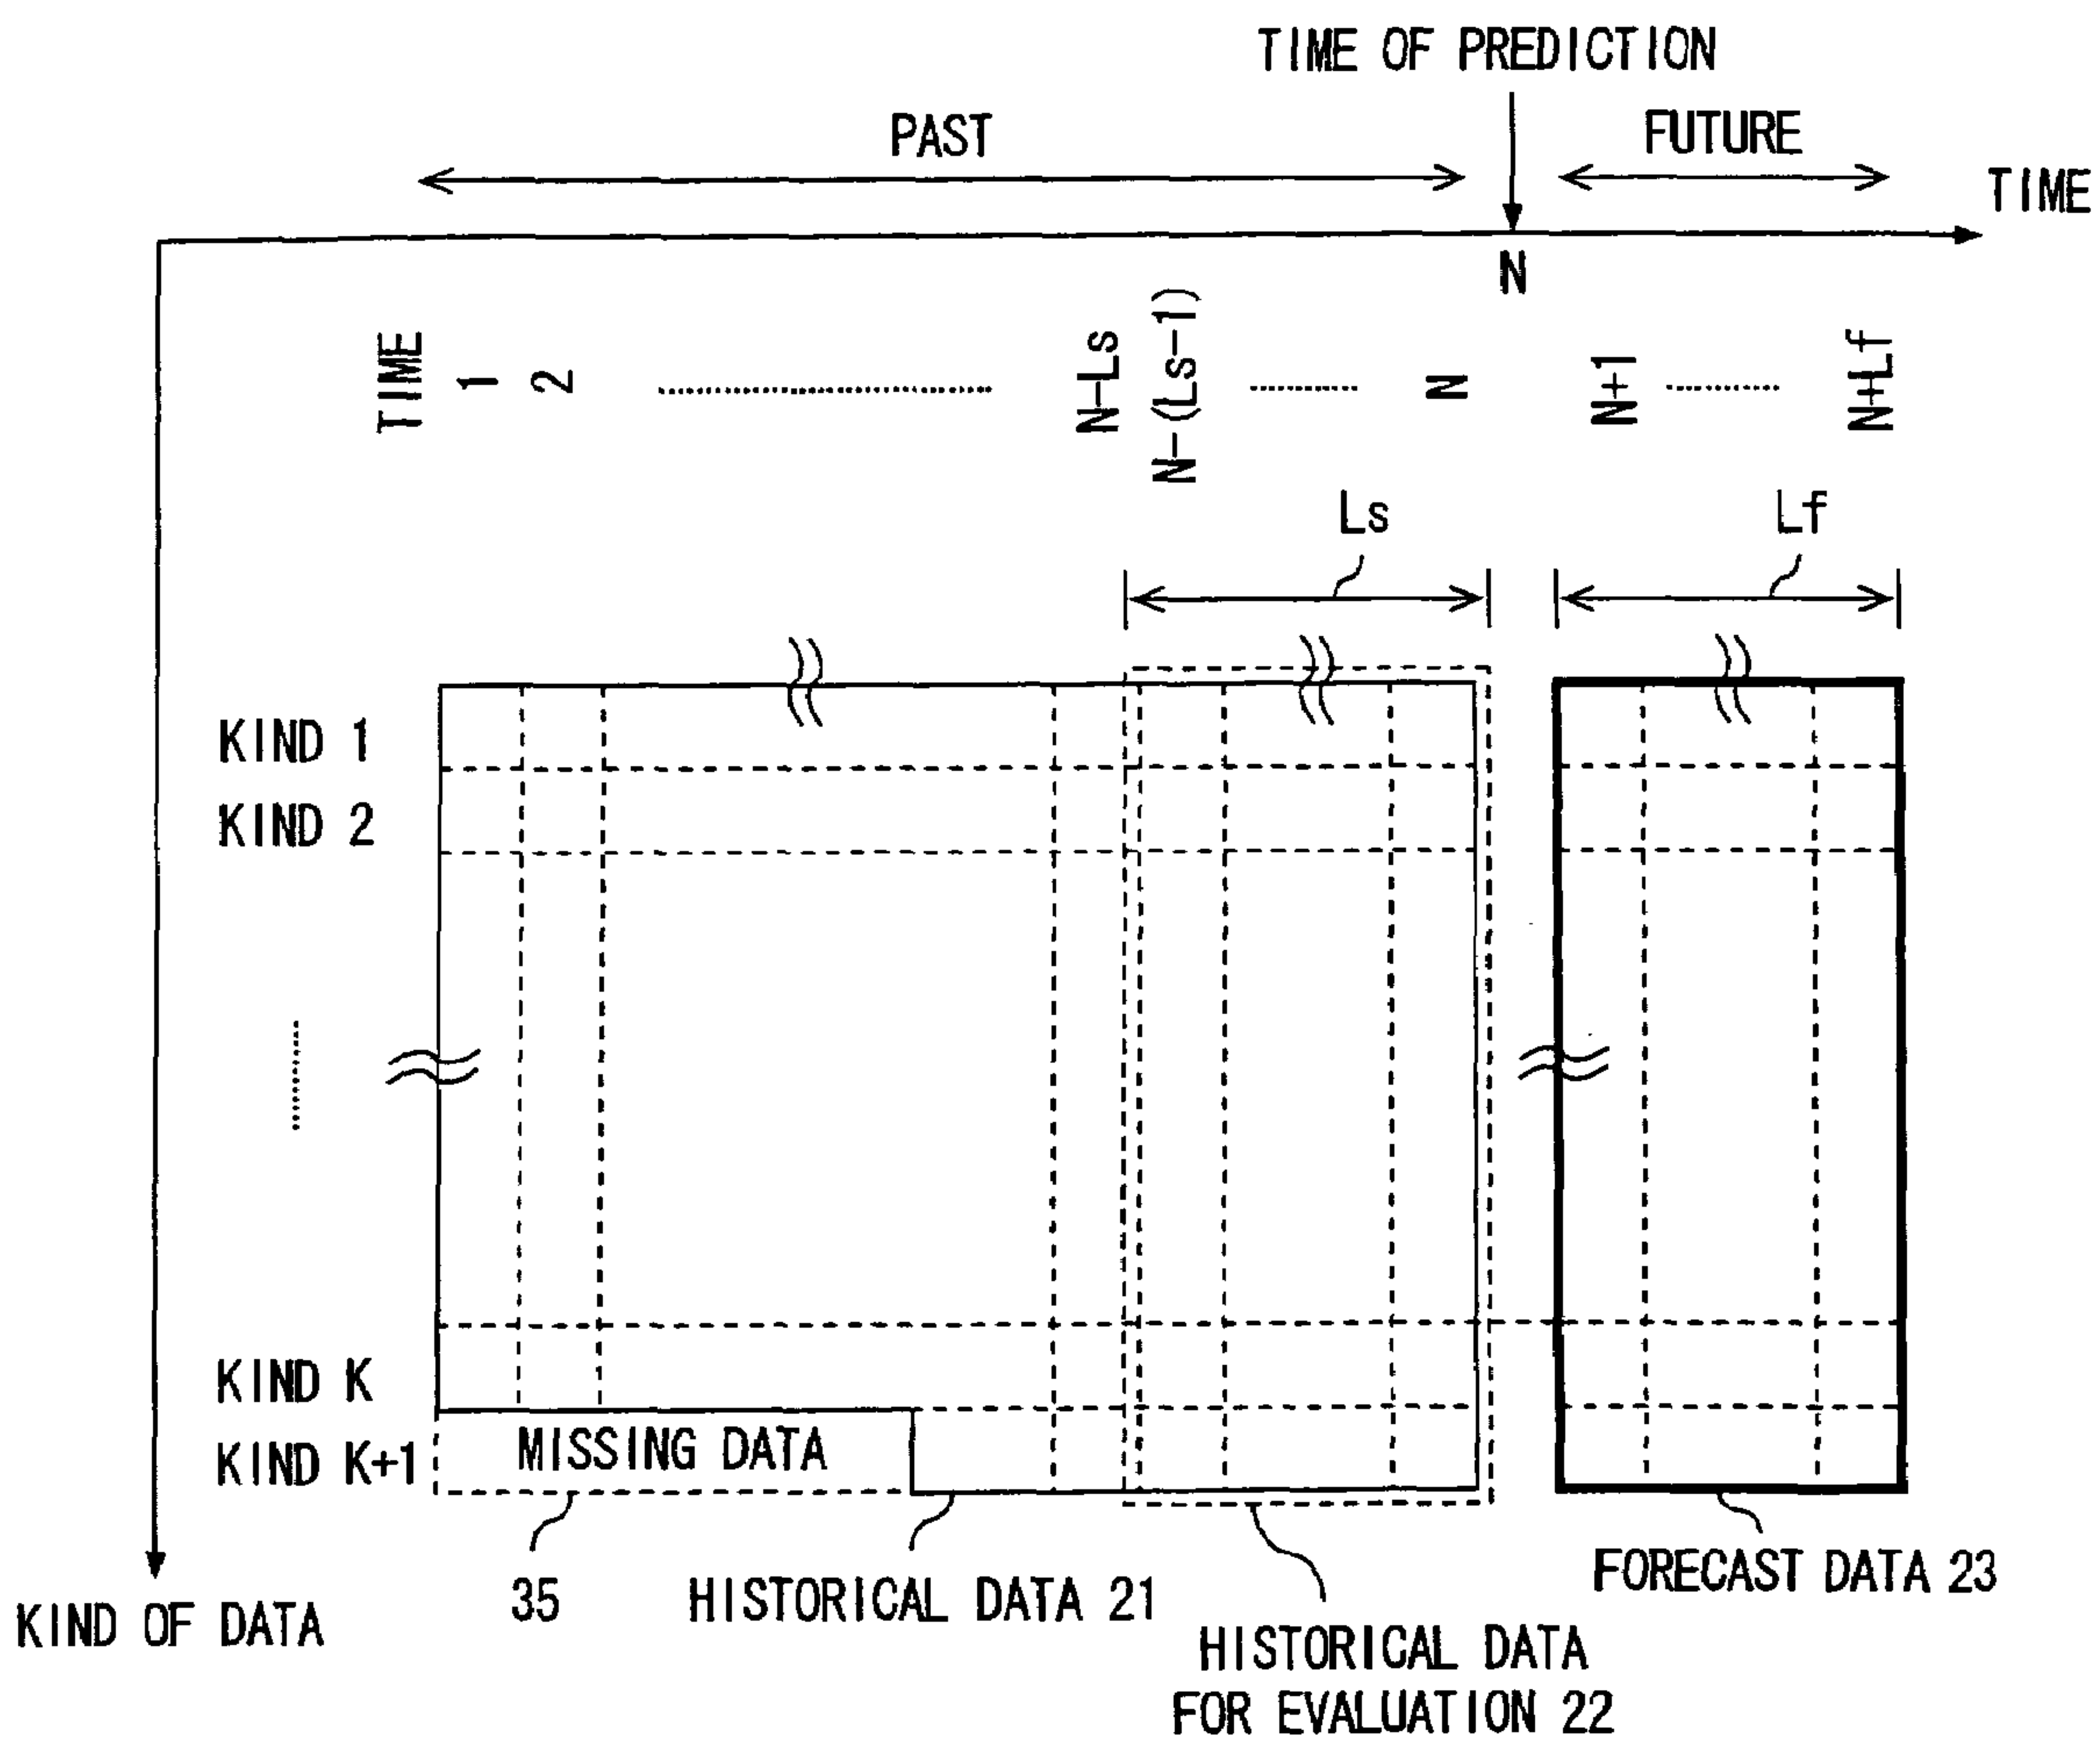 TIME OF PREDICTION
PAST
FUTURE
TIME
N
TIME
1
2
N-Ls
N-(Ls-1)
N
N+1
N+Lf
Ls
Lf
KIND 1
KIND 2
KIND K
KIND K+1
MISSING DATA
35
HISTORICAL DATA 21
FORECAST DATA 23
KIND OF DATA
HISTORICAL DATA
FOR EVALUATION 22